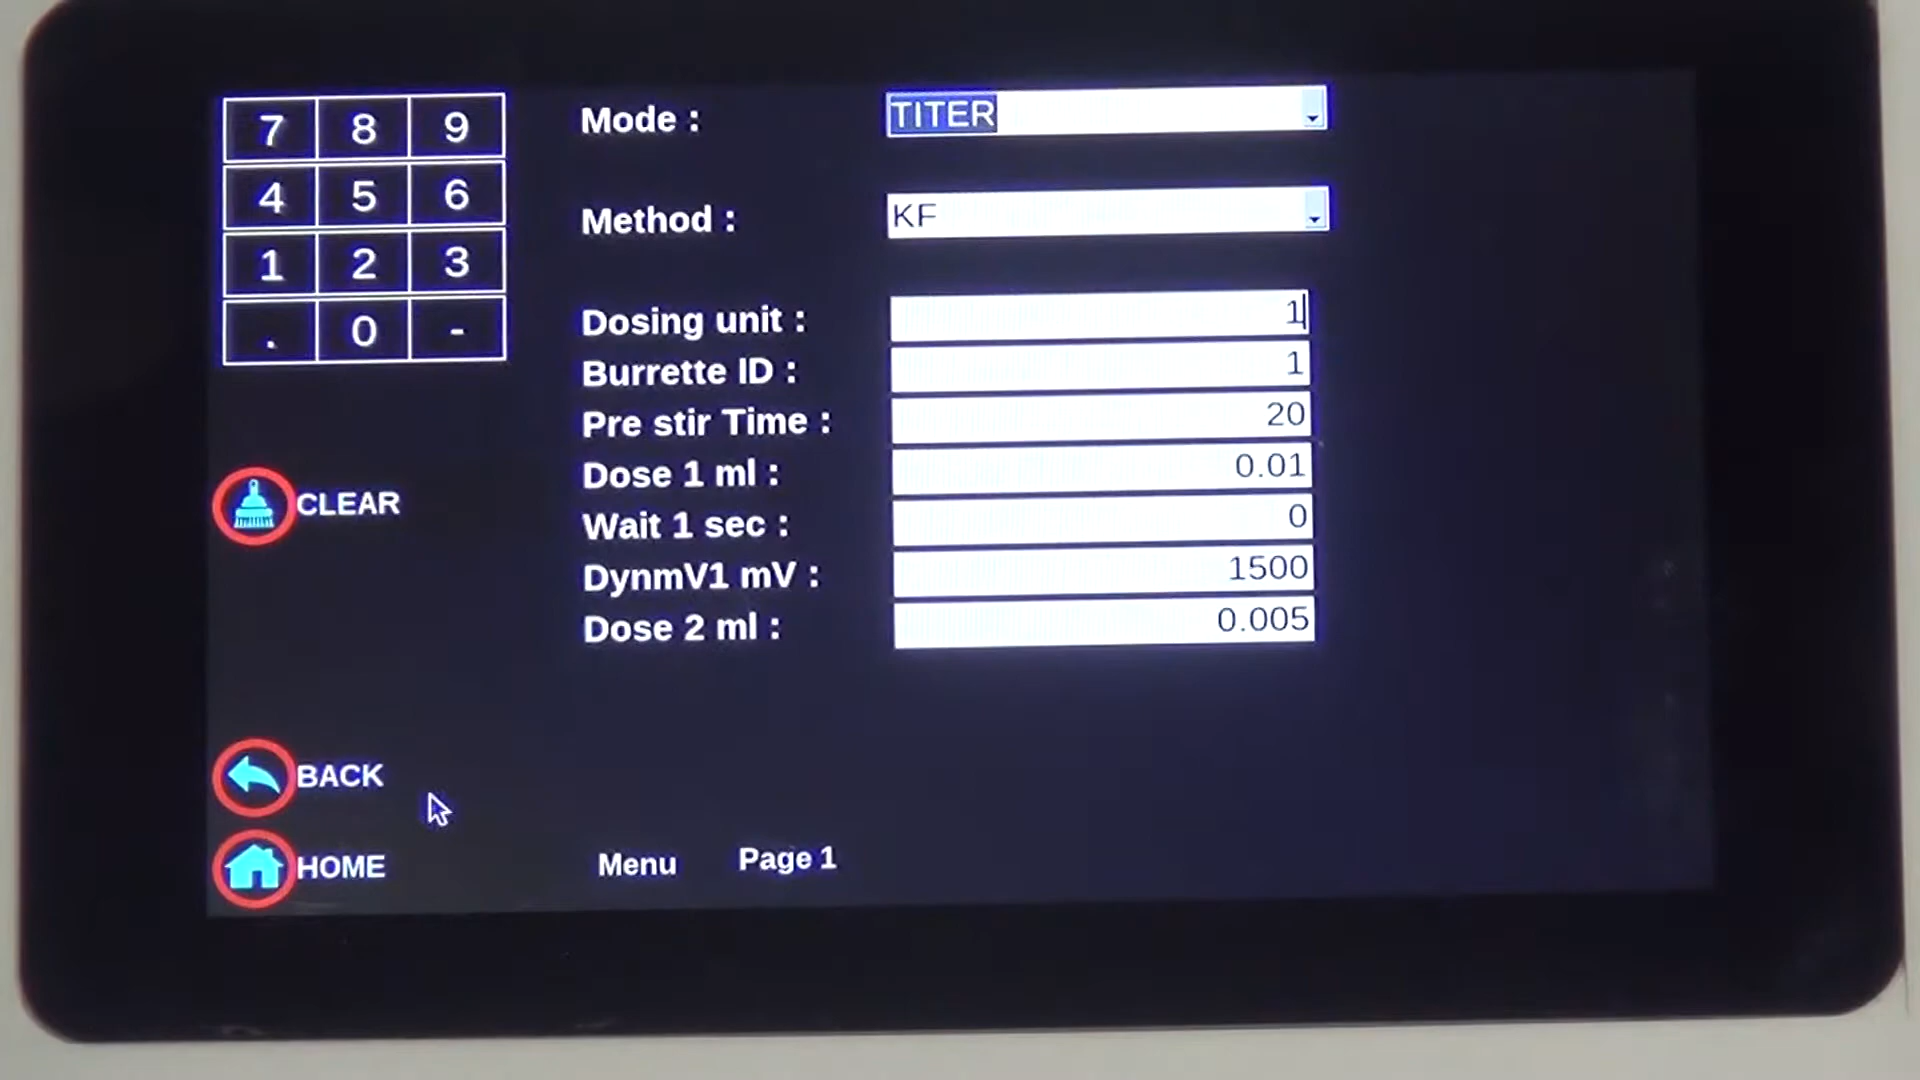 7 8 9
4 5 6
1 2 3
. 0 -
CLEAR
BACK
HOME
Mode : TITER
Method : KF
Dosing unit : 1
Burrette ID : 1
Pre stir Time : 20
Dose 1 ml : 0.01
Wait 1 sec : 0
DynmV1 mV : 1500
Dose 2 ml : 0.005
Menu Page 1